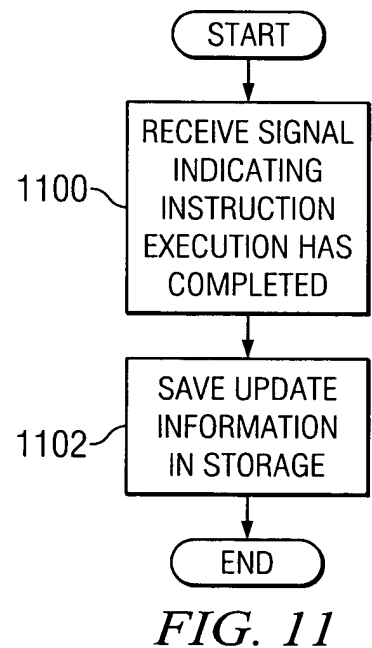 START
1100
RECEIVE SIGNAL
INDICATING
INSTRUCTION
EXECUTION HAS
COMPLETED
1102
SAVE UPDATE
INFORMATION
IN STORAGE
END
FIG. 11